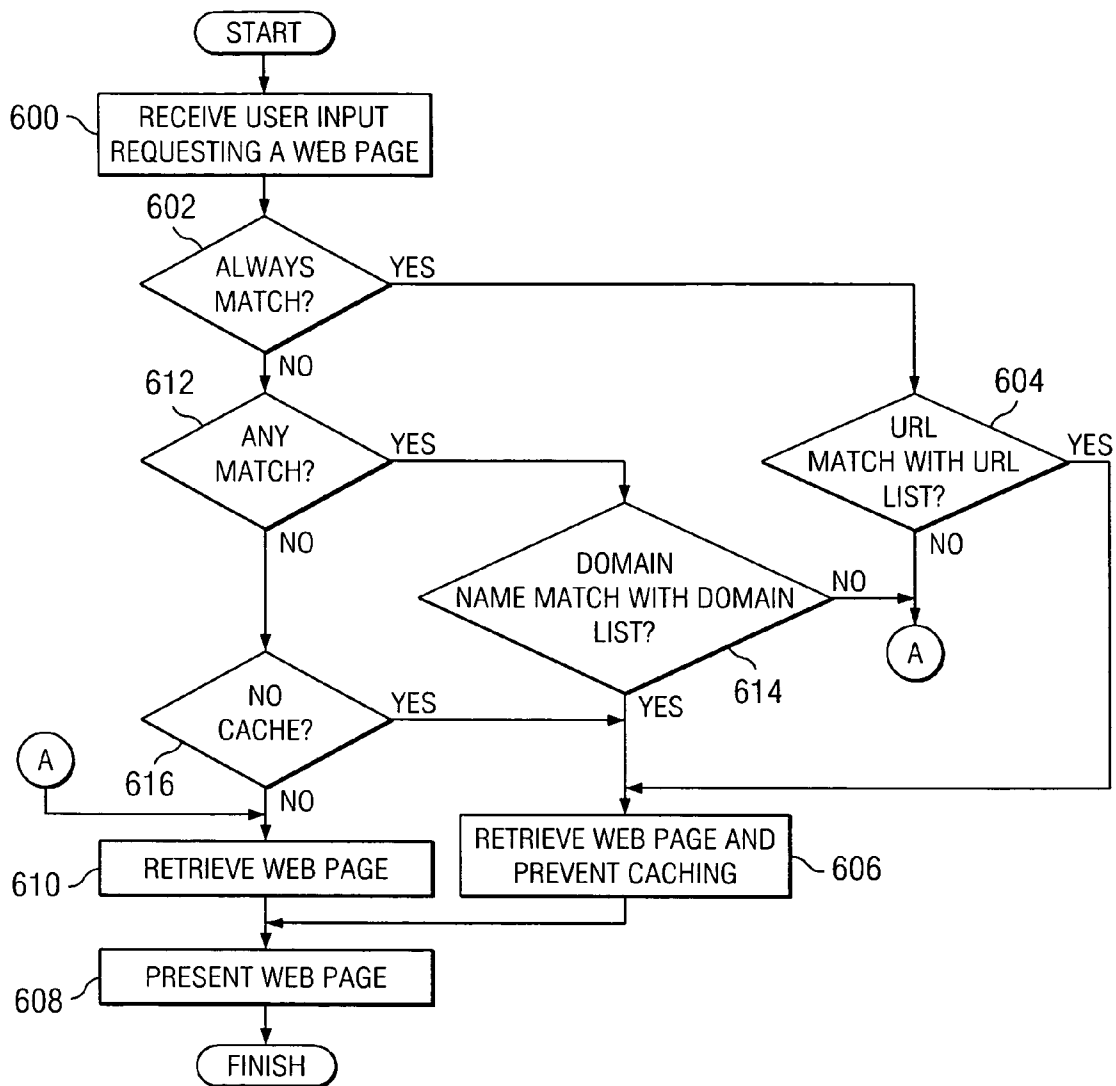 START
600
RECEIVE USER INPUT
REQUESTING A WEB PAGE
602
ALWAYS
MATCH?
YES
NO
612
ANY
MATCH?
YES
NO
604
URL
MATCH WITH URL
LIST?
YES
NO
DOMAIN
NAME MATCH WITH DOMAIN
LIST?
NO
614
YES
A
NO
CACHE?
YES
616
NO
A
RETRIEVE WEB PAGE
610
RETRIEVE WEB PAGE AND
PREVENT CACHING
606
PRESENT WEB PAGE
608
FINISH